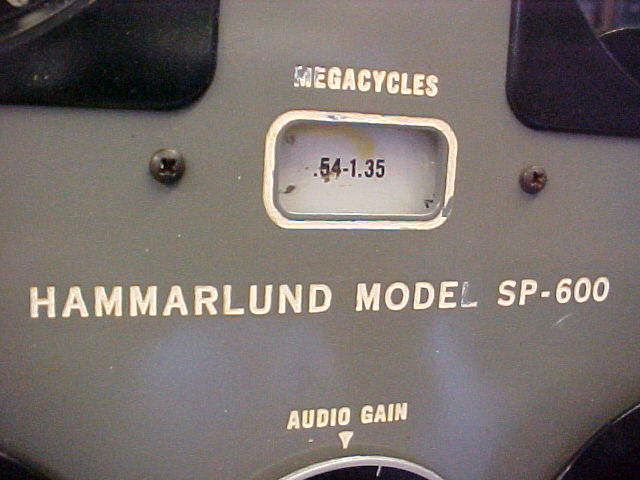 MEGACYCLES
.54-1.35
HAMMARLUND MODEL SP-600
AUDIO GAIN